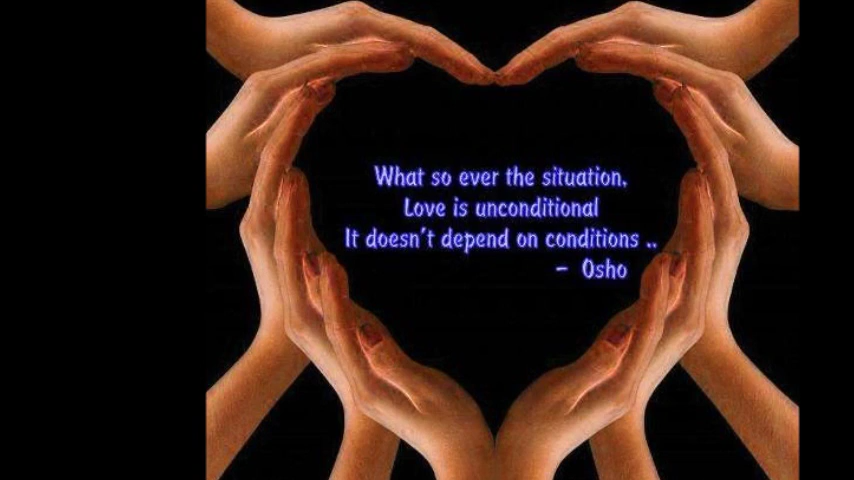 What so ever the situation,
Love is unconditional
It doesn't depend on conditions ..
- Osho